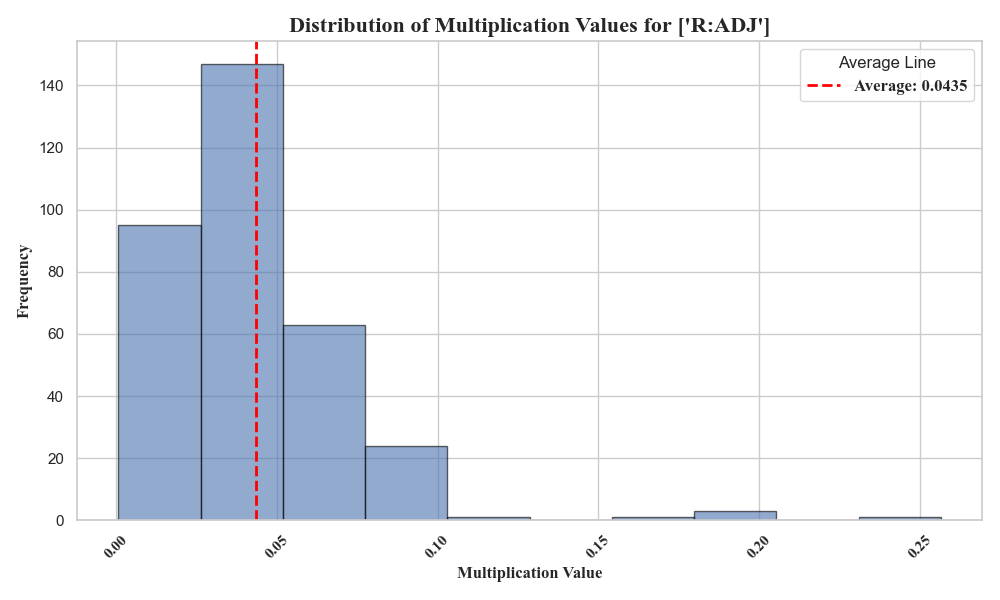 Distribution of Multiplication Values for ['R:ADJ']
Average Line
Average: 0.0435
140
120
100
80
60
40
20
0
Frequency
0.00 0.05 0.10 0.15 0.20 0.25
Multiplication Value